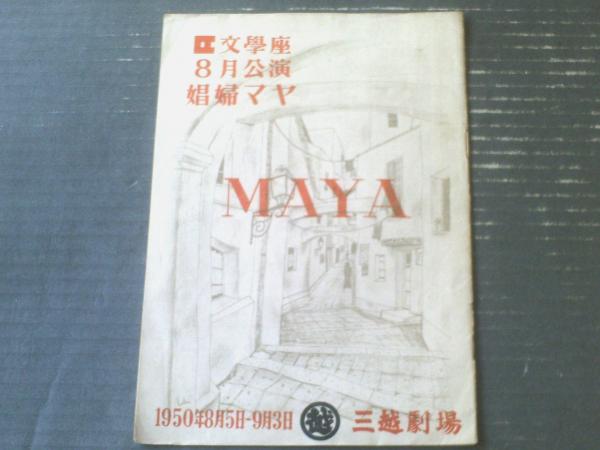 文學座
8月公演
娼婦マヤ
MAYA
1950年8月5日-9月3日 越 三越劇場